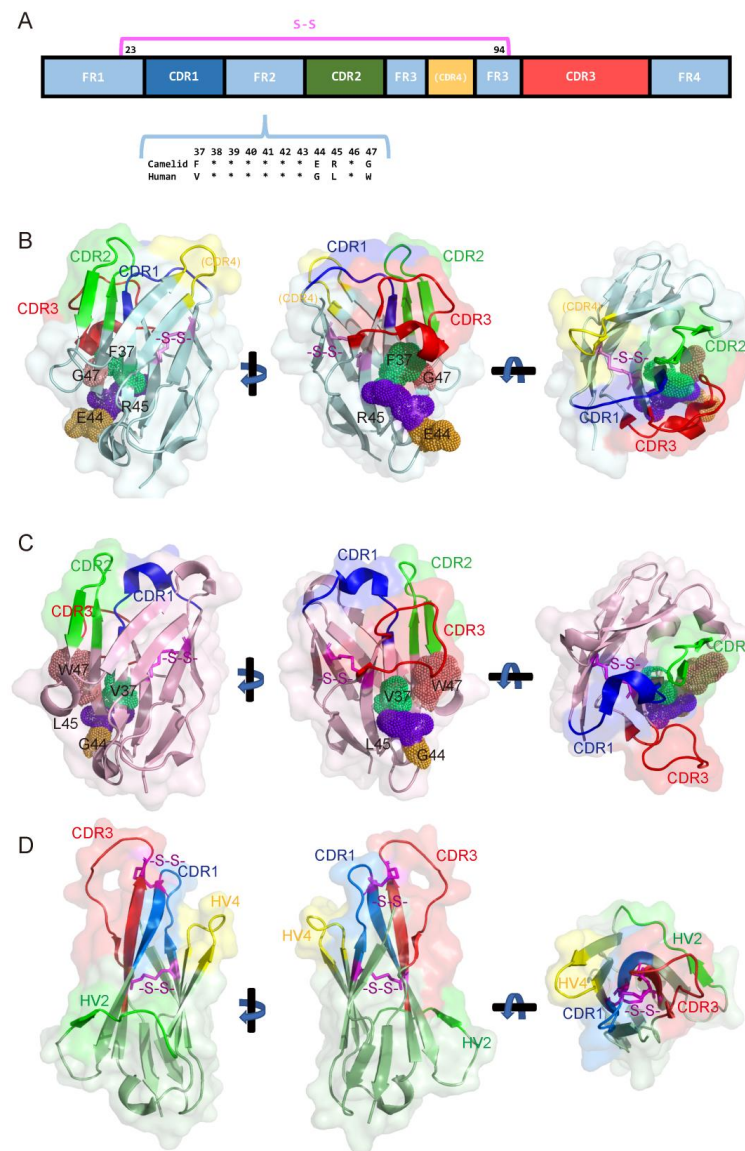 A
S-S
23 94
FR1 CDR1 FR2 CDR2 FR3 (CDR4) FR3 CDR3 FR4
37 38 39 40 41 42 43 44 45 46 47
Camelid F * * * * * * E R * G
Human V * * * * * * G L * W
B
CDR2
CDR1
(CDR4)
CDR3
-S-S-
F37
G47
R45
E44
CDR1
CDR2
(CDR4)
CDR3
-S-S-
F37
G47
R45
E44
(CDR4)
-S-S-
CDR2
CDR1
CDR3
C
CDR2
CDR1
CDR3
-S-S-
W47
V37
L45
G44
CDR1
CDR2
CDR3
-S-S-
W47
V37
L45
G44
-S-S-
CDR
CDR1
CDR3
D
CDR3
-S-S-
CDR1
HV4
-S-S-
HV2
CDR1
CDR3
-S-S-
HV4
-S-S-
HV2
HV2
HV4
-S-S-
CDR1
CDR3